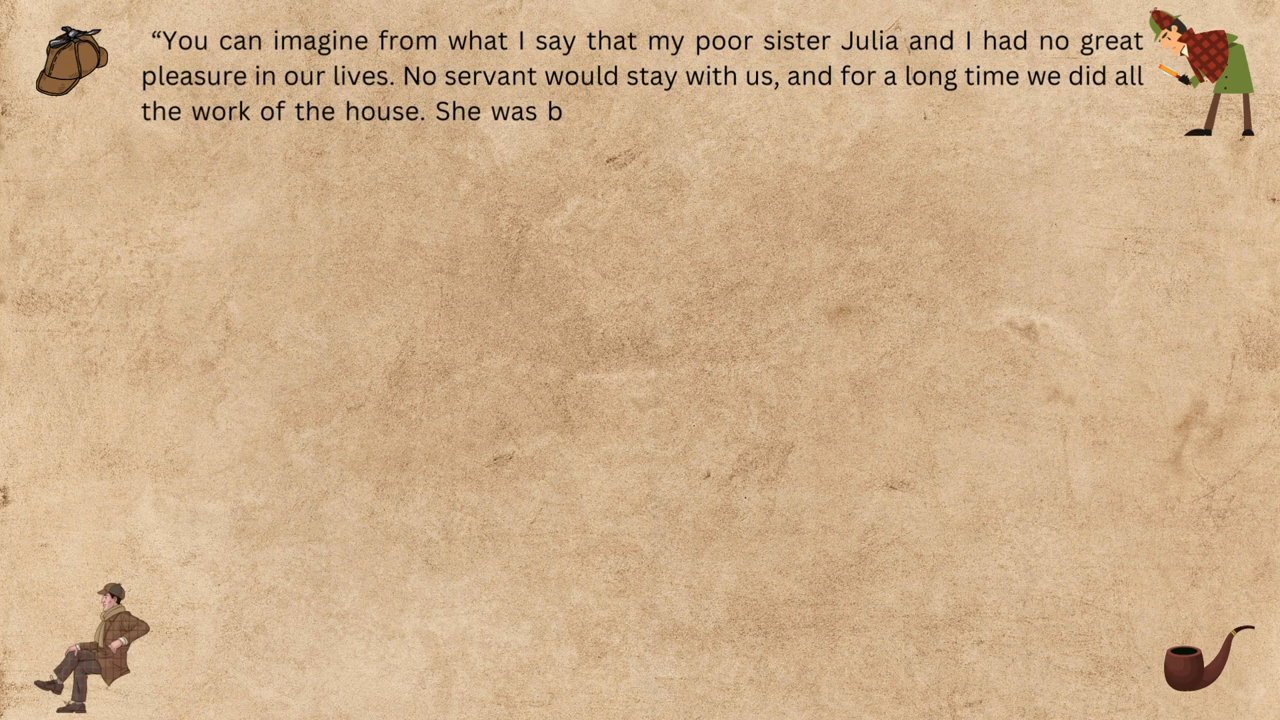 “You can imagine from what I say that my poor sister Julia and I had no great
pleasure in our lives. No servant would stay with us, and for a long time we did all
the work of the house. She was b